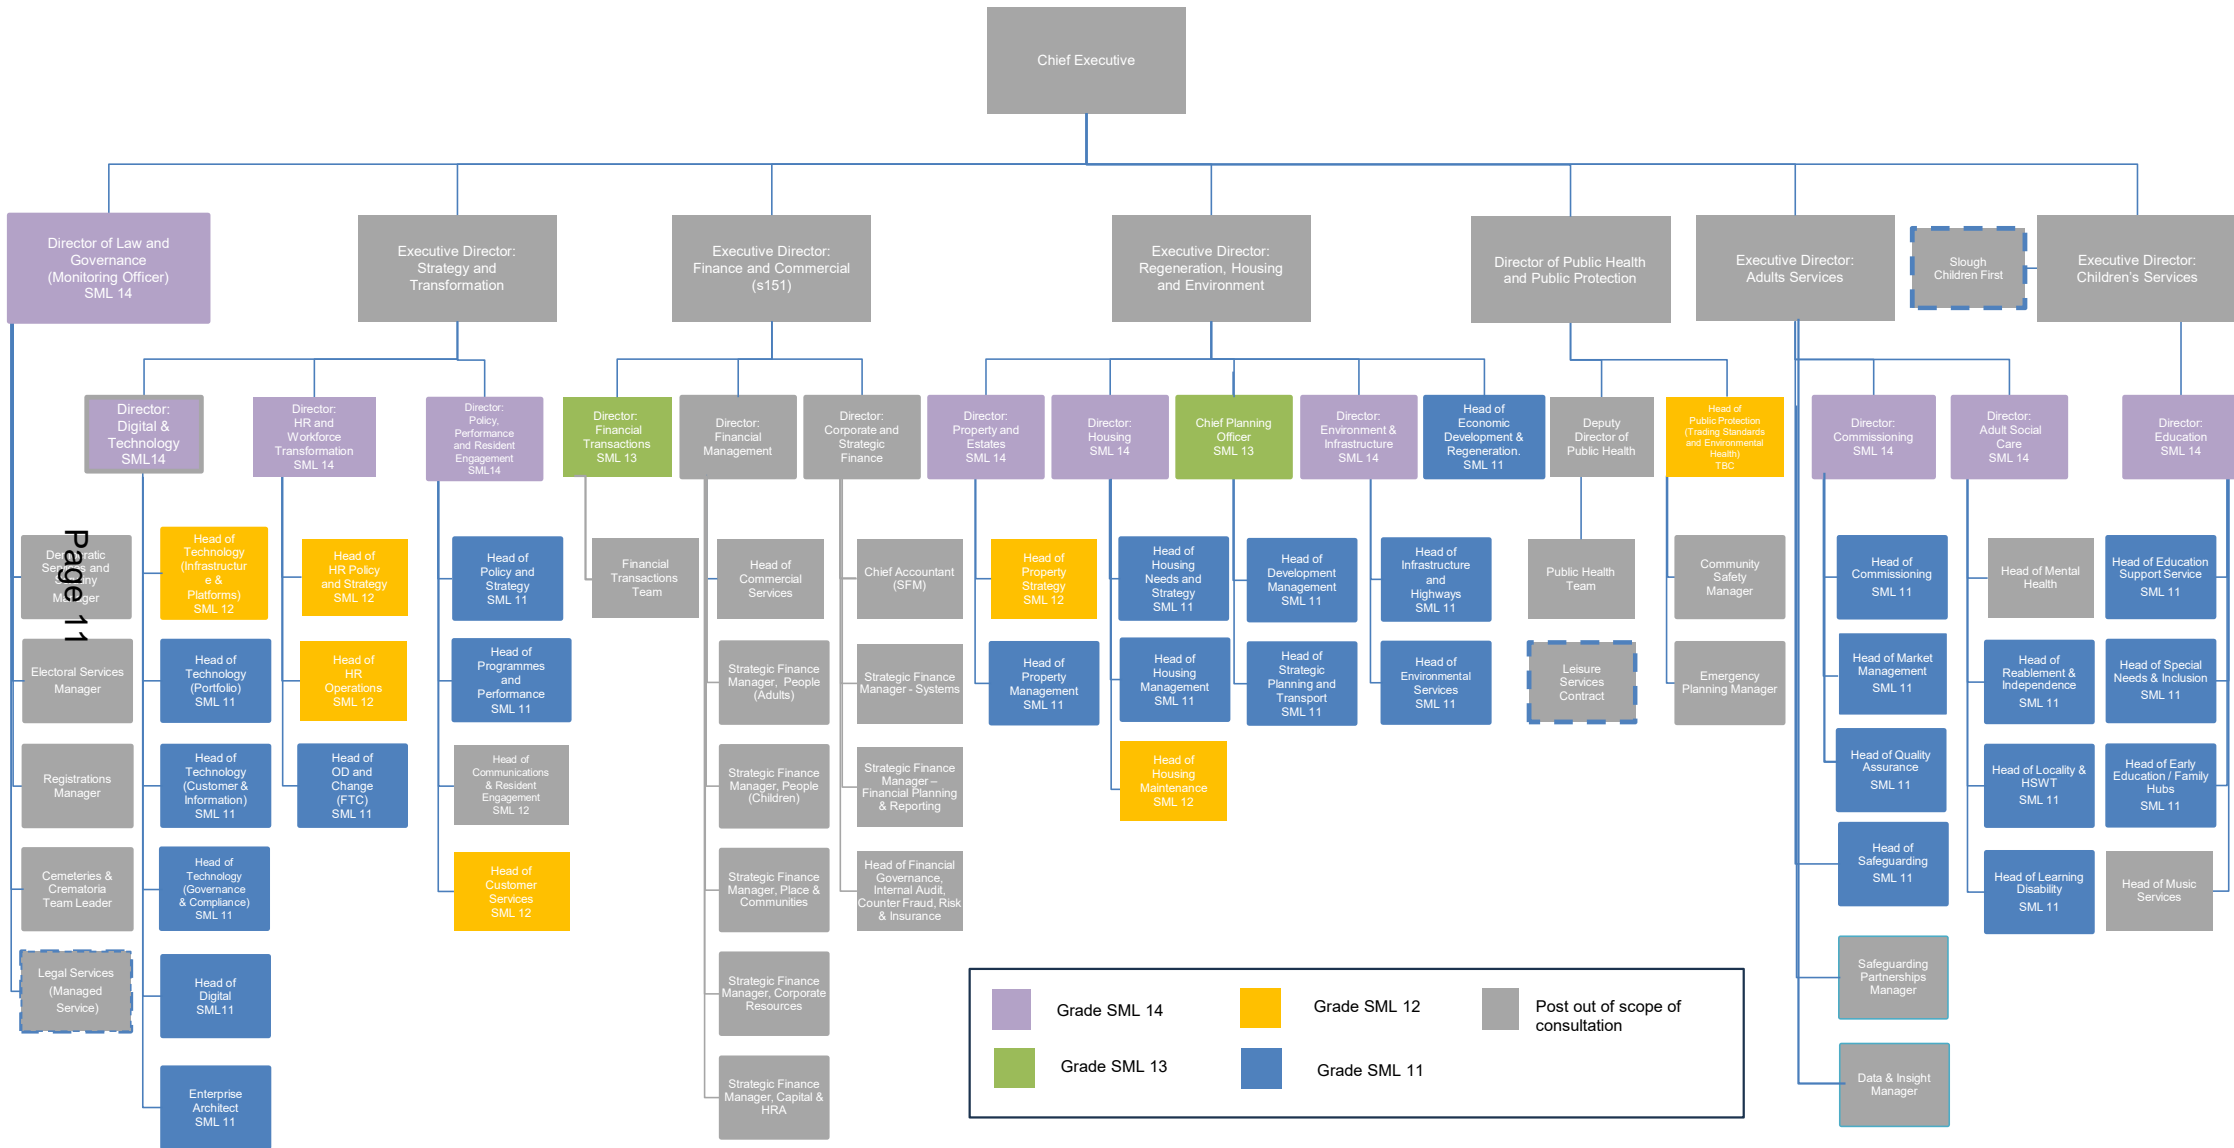 Chief Executive
Director of Law and
Governance
(Monitoring Officer)
SML 14
Executive Director:
Strategy and
Transformation
Executive Director:
Finance and Commercial
(s151)
Executive Director:
Regeneration, Housing
and Environment
Director of Public Health
and Public Protection
Executive Director:
Adults Services
Slough
Children First
Executive Director:
Children's Services
Director:
Digital &
Technology
SML14
Director:
HR and
Workforce
Transformation
SML 14
Director:
Policy,
Performance
and Resident
Engagement
SML14
Director:
Financial
Transactions
SML 13
Director:
Financial
Management
Director:
Corporate and
Strategic
Finance
Director:
Property and
Estates
SML 14
Director:
Housing
SML 14
Chief Planning
Officer
SML 13
Director:
Environment &
Infrastructure
SML 14
Head of
Economic
Development &
Regeneration.
SML 11
Deputy
Director of
Public Health
Head of
Public Protection
(Trading Standards
and Environmental
Health)
TBC
Director:
Commissioning
SML 14
Director:
Adult Social
Care
SML 14
Director:
Education
SML 14
Page 11
Democratic
Services and
Scrutiny
Manager
Electoral Services
Manager
Registrations
Manager
Cemeteries &
Crematoria
Team Leader
Legal Services
(Managed
Service)
Head of
Technology
(Infrastructur
e &
Platforms)
SML 12
Head of
Technology
(Portfolio)
SML 11
Head of
Technology
(Customer &
Information)
SML 11
Head of
Technology
(Governance
& Compliance)
SML 11
Head of
Digital
SML11
Enterprise
Architect
SML 11
Head of
HR Policy
and Strategy
SML 12
Head of
HR
Operations
SML 12
Head of
OD and
Change
(FTC)
SML 11
Head of
Policy and
Strategy
SML 11
Head of
Programmes
and
Performance
SML 11
Head of
Communications
& Resident
Engagement
SML 12
Head of
Customer
Services
SML 12
Financial
Transactions
Team
Head of
Commercial
Services
Strategic Finance
Manager, People
(Adults)
Strategic Finance
Manager, People
(Children)
Strategic Finance
Manager, Place &
Communities
Strategic Finance
Manager, Corporate
Resources
Strategic Finance
Manager, Capital &
HRA
Chief Accountant
(SFM)
Strategic Finance
Manager - Systems
Strategic Finance
Manager –
Financial Planning
& Reporting
Head of Financial
Governance,
Internal Audit,
Counter Fraud, Risk
& Insurance
Head of
Property
Strategy
SML 12
Head of
Property
Management
SML 11
Head of
Housing
Needs and
Strategy
SML 11
Head of
Housing
Management
SML 11
Head of
Housing
Maintenance
SML 12
Head of
Development
Management
SML 11
Head of
Strategic
Planning and
Transport
SML 11
Head of
Infrastructure
and
Highways
SML 11
Head of
Environmental
Services
SML 11
Public Health
Team
Leisure
Services
Contract
Community
Safety
Manager
Emergency
Planning Manager
Head of
Commissioning
SML 11
Head of Market
Management
SML 11
Head of Quality
Assurance
SML 11
Head of
Safeguarding
SML 11
Safeguarding
Partnerships
Manager
Data & Insight
Manager
Head of Mental
Health
Head of
Reablement &
Independence
SML 11
Head of Locality &
HSWT
SML 11
Head of Learning
Disability
SML 11
Head of Education
Support Service
SML 11
Head of Special
Needs & Inclusion
SML 11
Head of Early
Education / Family
Hubs
SML 11
Head of Music
Services
Grade SML 14
Grade SML 12
Post out of scope of
consultation
Grade SML 13
Grade SML 11